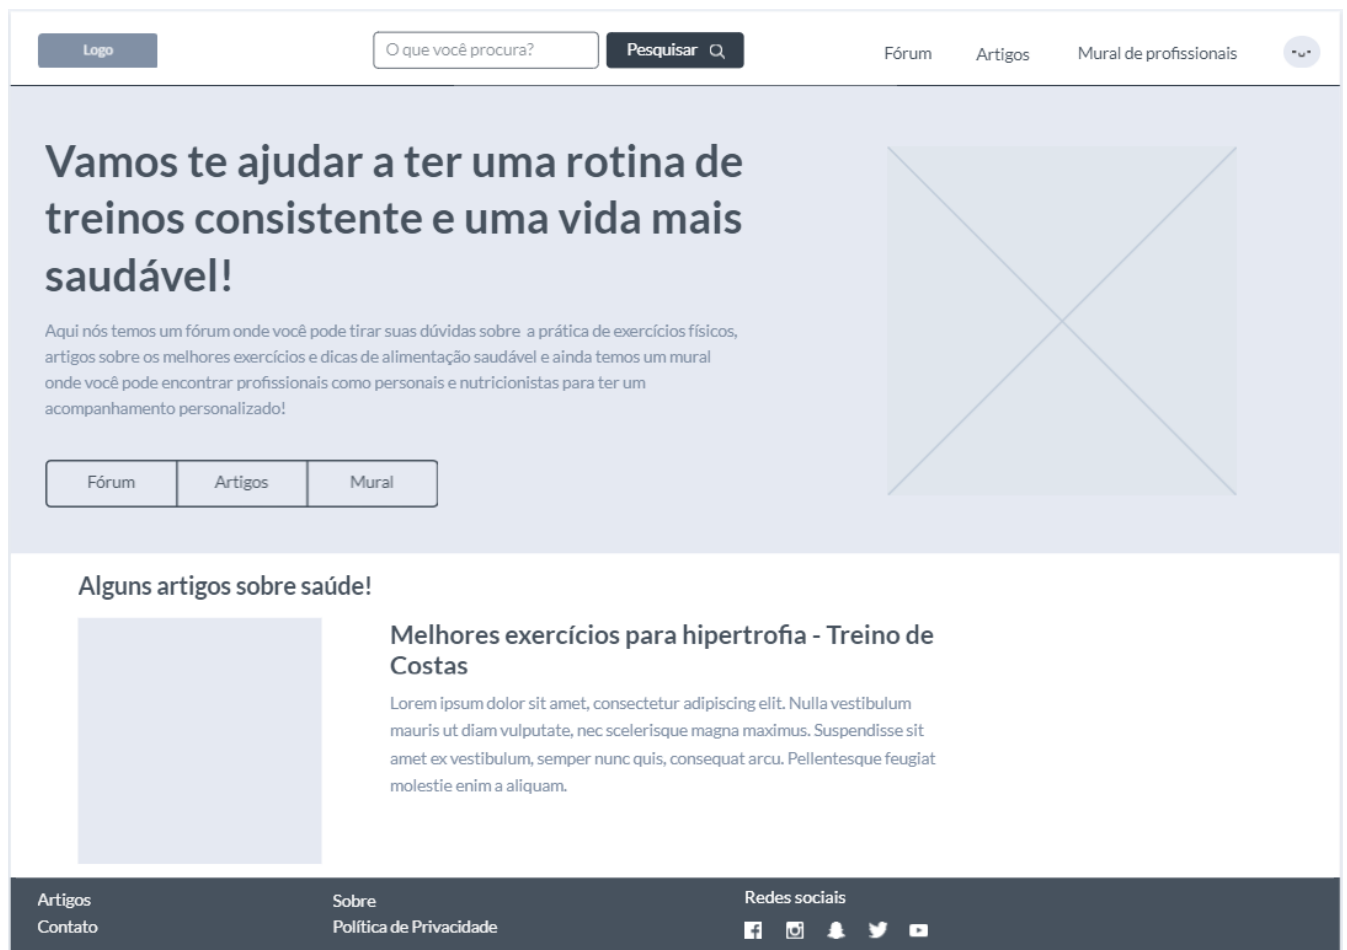 Logo
O que você procura?
Pesquisar
Fórum
Artigos
Mural de profissionais
Vamos te ajudar a ter uma rotina de
treinos consistente e uma vida mais
saudável!
Aqui nós temos um fórum onde você pode tirar suas dúvidas sobre a prática de exercícios físicos,
artigos sobre os melhores exercícios e dicas de alimentação saudável e ainda temos um mural
onde você pode encontrar profissionais como personais e nutricionistas para ter um
acompanhamento personalizado!
Fórum
Artigos
Mural
Alguns artigos sobre saúde!
Melhores exercícios para hipertrofia - Treino de
Costas
Lorem ipsum dolor sit amet, consectetur adipiscing elit. Nulla vestibulum
mauris ut diam vulputate, nec scelerisque magna maximus. Suspendisse sit
amet ex vestibulum, semper nunc quis, consequat arcu. Pellentesque feugiat
molestie enim a aliquam.
Artigos
Contato
Sobre
Política de Privacidade
Redes sociais